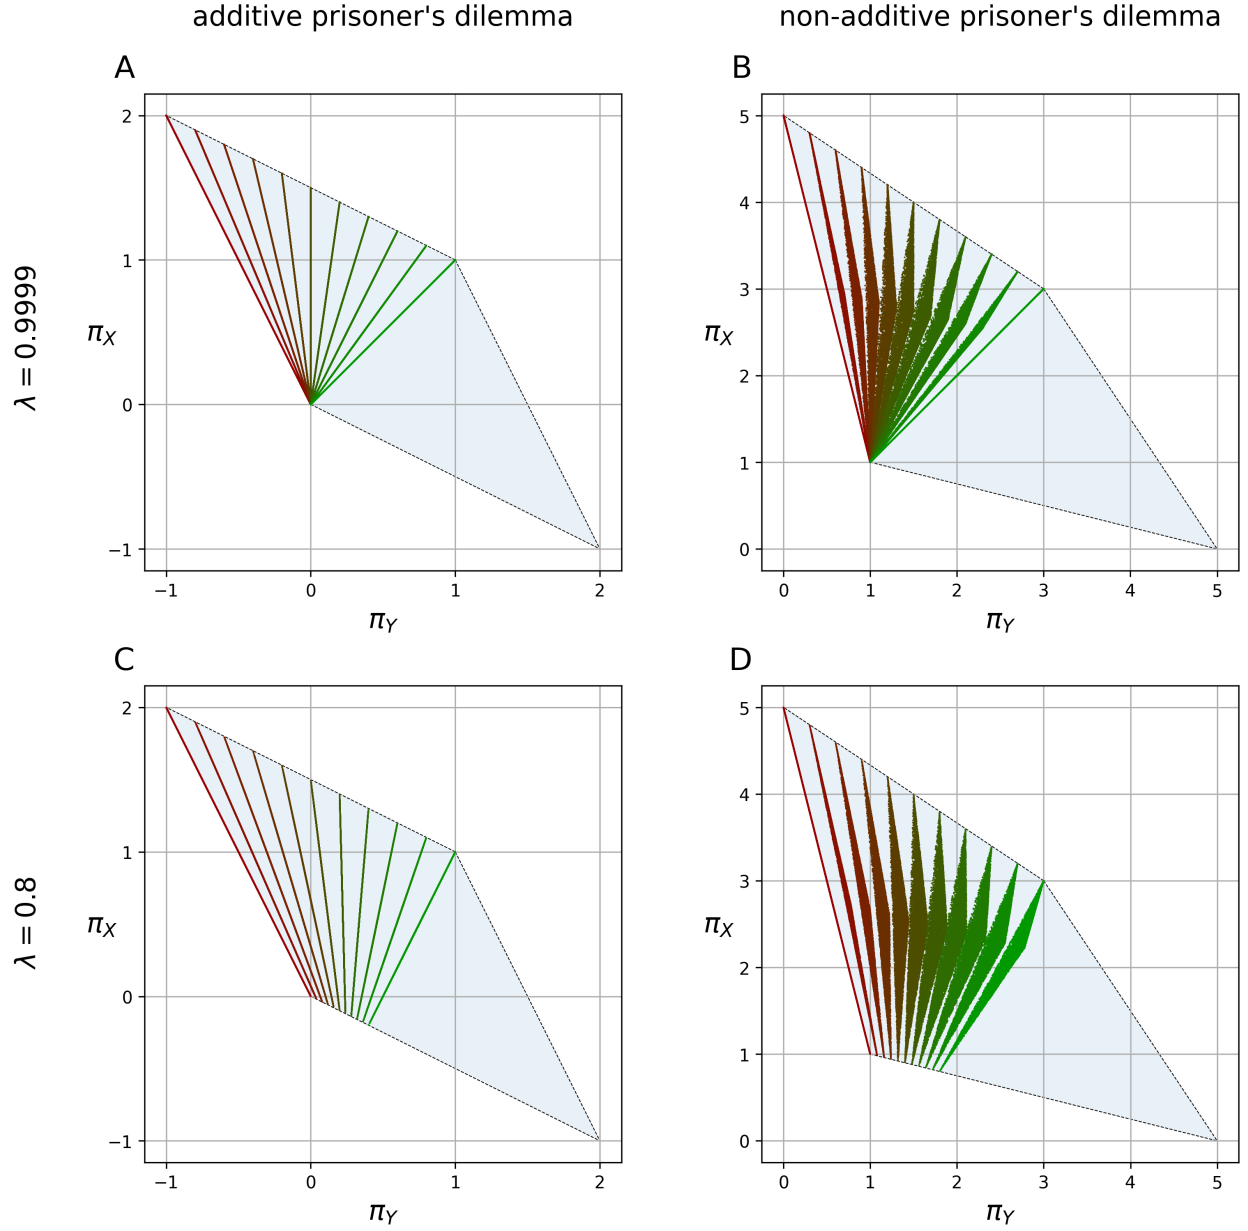 additive prisoner's dilemma
non-additive prisoner's dilemma
A
B
λ = 0.9999
2
1
0
−1
π_X
−1
0
1
2
π_Y
5
4
3
2
1
0
π_X
0
1
2
3
4
5
π_Y
C
D
λ = 0.8
2
1
0
−1
π_X
−1
0
1
2
π_Y
5
4
3
2
1
0
π_X
0
1
2
3
4
5
π_Y